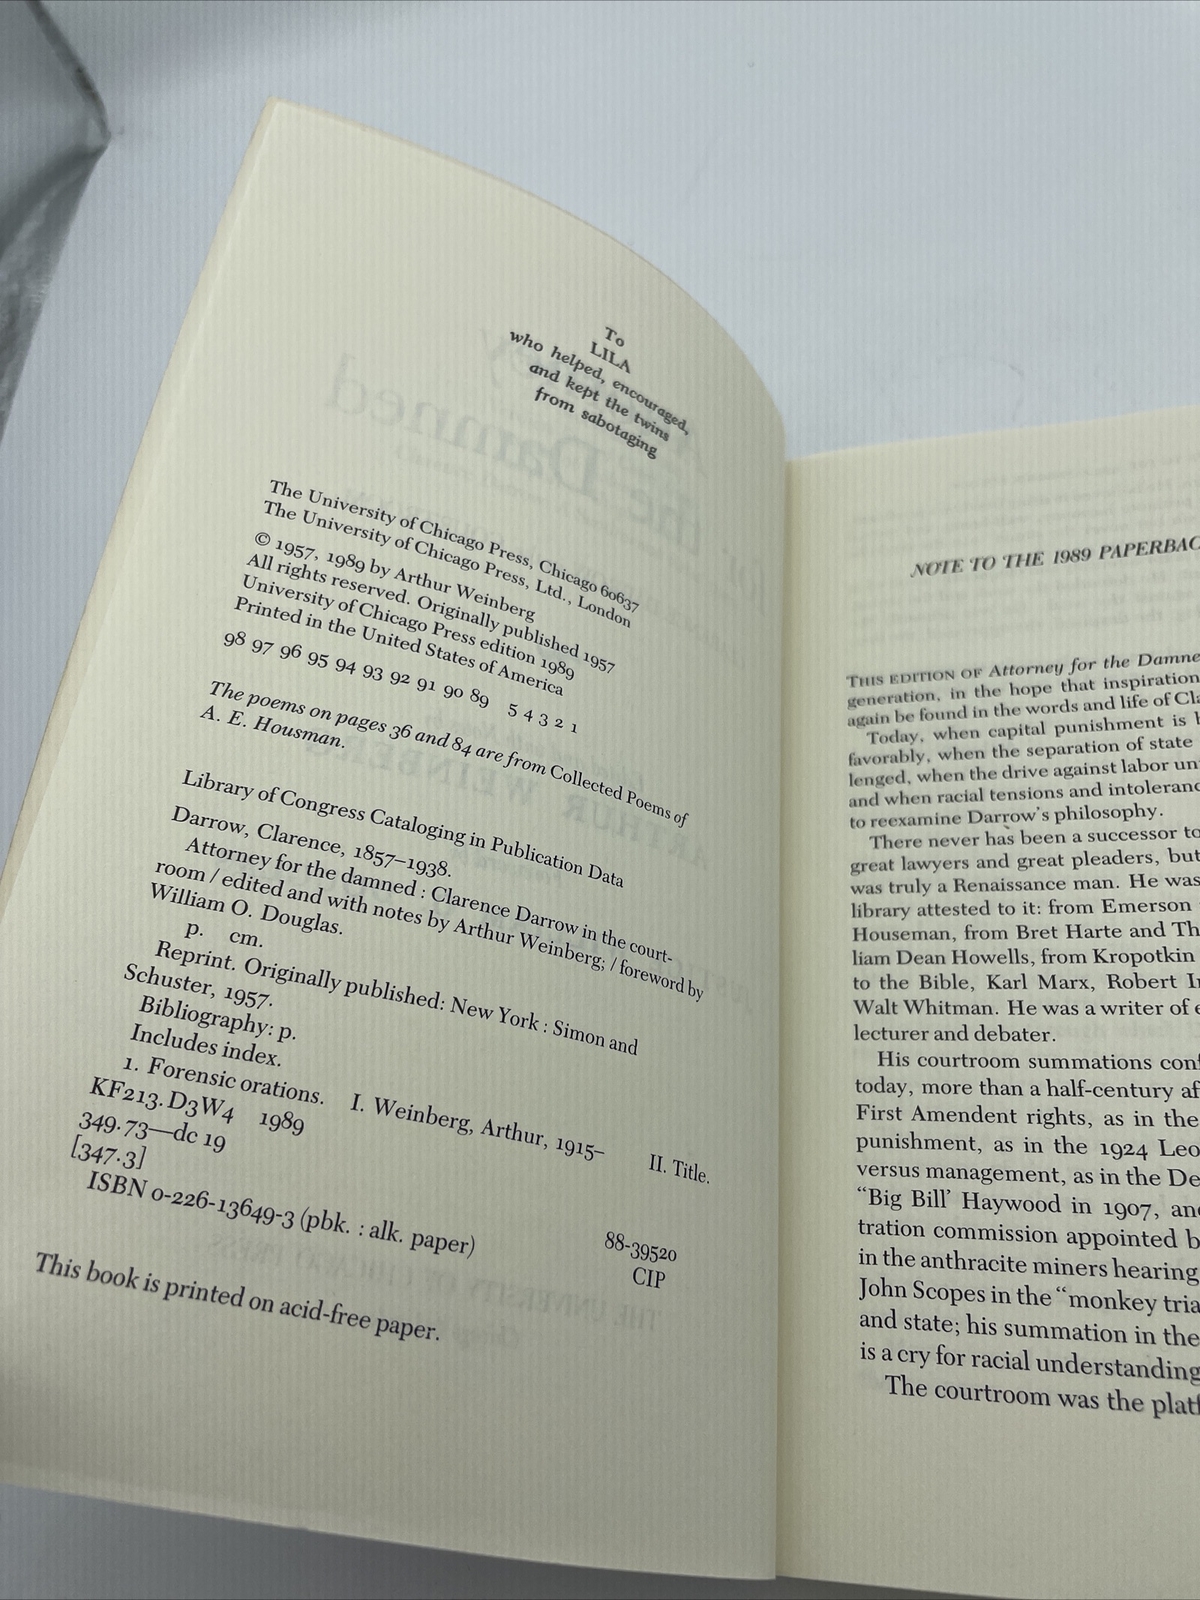 To
LILA
who helped, encouraged,
and kept the twins
from sabotaging
The University of Chicago Press, Chicago 60637
The University of Chicago Press, Ltd., London
© 1957, 1989 by Arthur Weinberg
All rights reserved. Originally published 1957
University of Chicago Press edition 1989
Printed in the United States of America
98 97 96 95 94 93 92 91 90 89 5 4 3 2 1
The poems on pages 36 and 84 are from Collected Poems of
A. E. Housman.
Library of Congress Cataloging in Publication Data
Darrow, Clarence, 1857–1938.
Attorney for the damned : Clarence Darrow in the court-
room / edited and with notes by Arthur Weinberg; / foreword by
William O. Douglas.
p. cm.
Reprint. Originally published: New York : Simon and
Schuster, 1957.
Bibliography: p.
Includes index.
1. Forensic orations. I. Weinberg, Arthur, 1915– II. Title.
KF213.D3W4 1989
349.73—dc 19
[347.3] 88-39520
CIP
ISBN 0-226-13649-3 (pbk. : alk. paper)
This book is printed on acid-free paper.
NOTE TO THE 1989 PAPERBAC
THIS EDITION OF Attorney for the Damne
generation, in the hope that inspiration
again be found in the words and life of Cla
Today, when capital punishment is b
favorably, when the separation of state
lenged, when the drive against labor un
and when racial tensions and intoleranc
to reexamine Darrow's philosophy.
There never has been a successor to
great lawyers and great pleaders, but
was truly a Renaissance man. He was
library attested to it: from Emerson
Houseman, from Bret Harte and Th
liam Dean Howells, from Kropotkin
to the Bible, Karl Marx, Robert In
Walt Whitman. He was a writer of e
lecturer and debater.
His courtroom summations conf
today, more than a half-century af
First Amendent rights, as in the
punishment, as in the 1924 Leo
versus management, as in the De
“Big Bill’ Haywood in 1907, and
tration commission appointed b
in the anthracite miners hearing
John Scopes in the “monkey tria
and state; his summation in the
is a cry for racial understanding
The courtroom was the platf